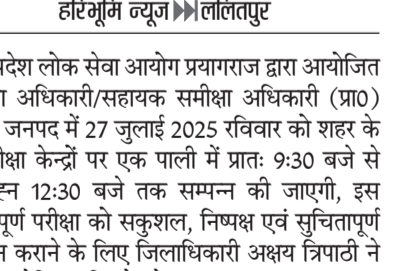 हरिभूमि न्यूज ▶▶ ललितपुर
प्रदेश लोक सेवा आयोग प्रयागराज द्वारा आयोजित
अधिकारी/सहायक समीक्षा अधिकारी (प्रा0)
जनपद में 27 जुलाई 2025 रविवार को शहर के
केन्द्रों पर एक पाली में प्रातः 9:30 बजे से
12:30 बजे तक सम्पन्न की जाएगी, इस
पूर्ण परीक्षा को सकुशल, निष्पक्ष एवं सुचितापूर्ण
कराने के लिए जिलाधिकारी अक्षय त्रिपाठी ने